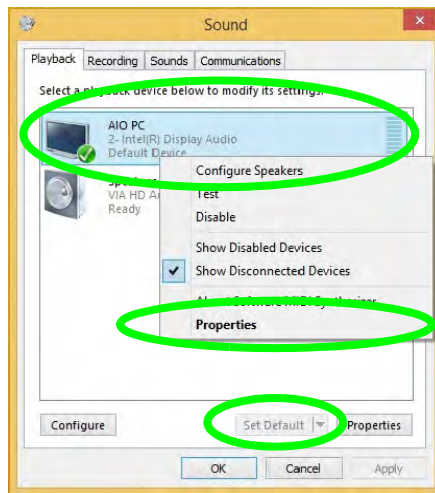 Sound
Playback Recording Sounds Communications
Select a playback device below to modify its settings:
AIO PC
2- Intel(R) Display Audio
Default Device
Configure Speakers
VIA HD
Test
Ready
Disable
Show Disabled Devices
Show Disconnected Devices
Properties
Configure Set Default Properties
OK Cancel Apply